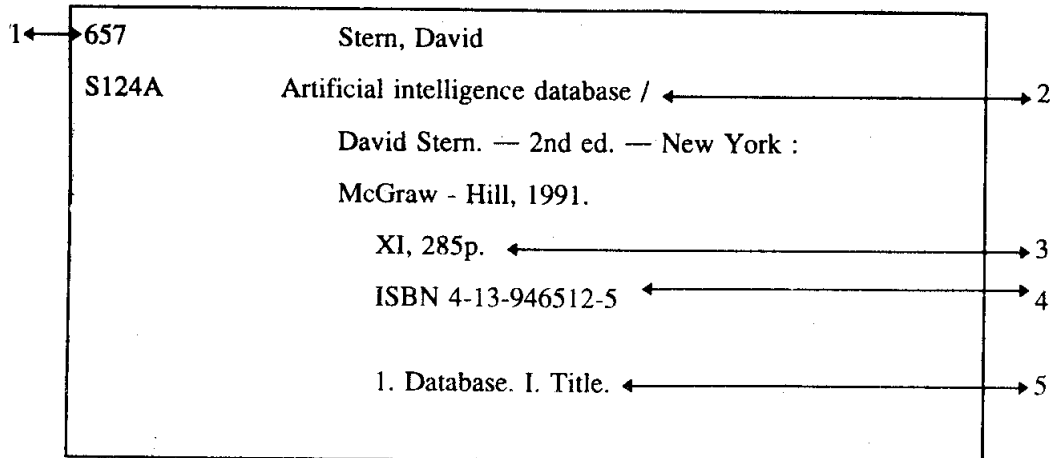 1 657 Stern, David
S124A Artificial intelligence database / 2
David Stern. — 2nd ed. — New York :
McGraw - Hill, 1991.
XI, 285p. 3
ISBN 4-13-946512-5 4
1. Database. I. Title. 5